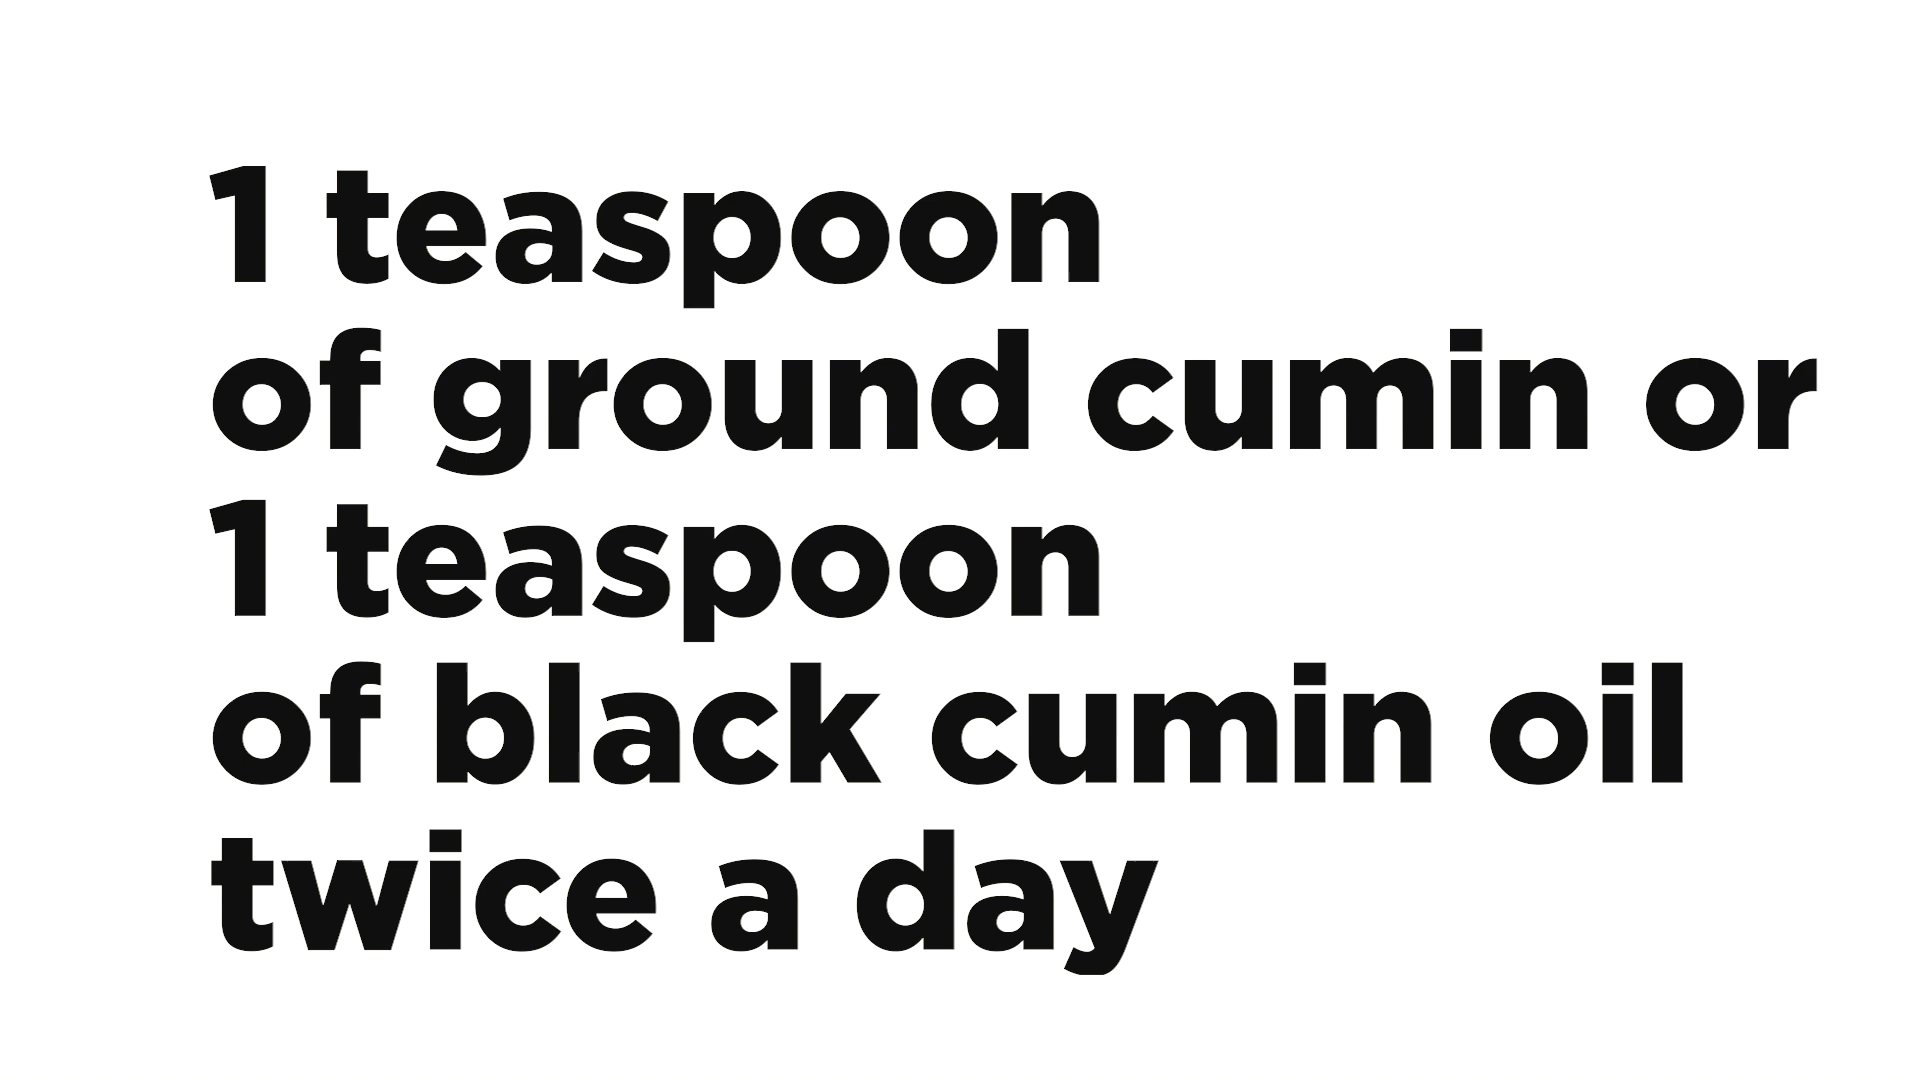 1 teaspoon
of ground cumin or
1 teaspoon
of black cumin oil
twice a day